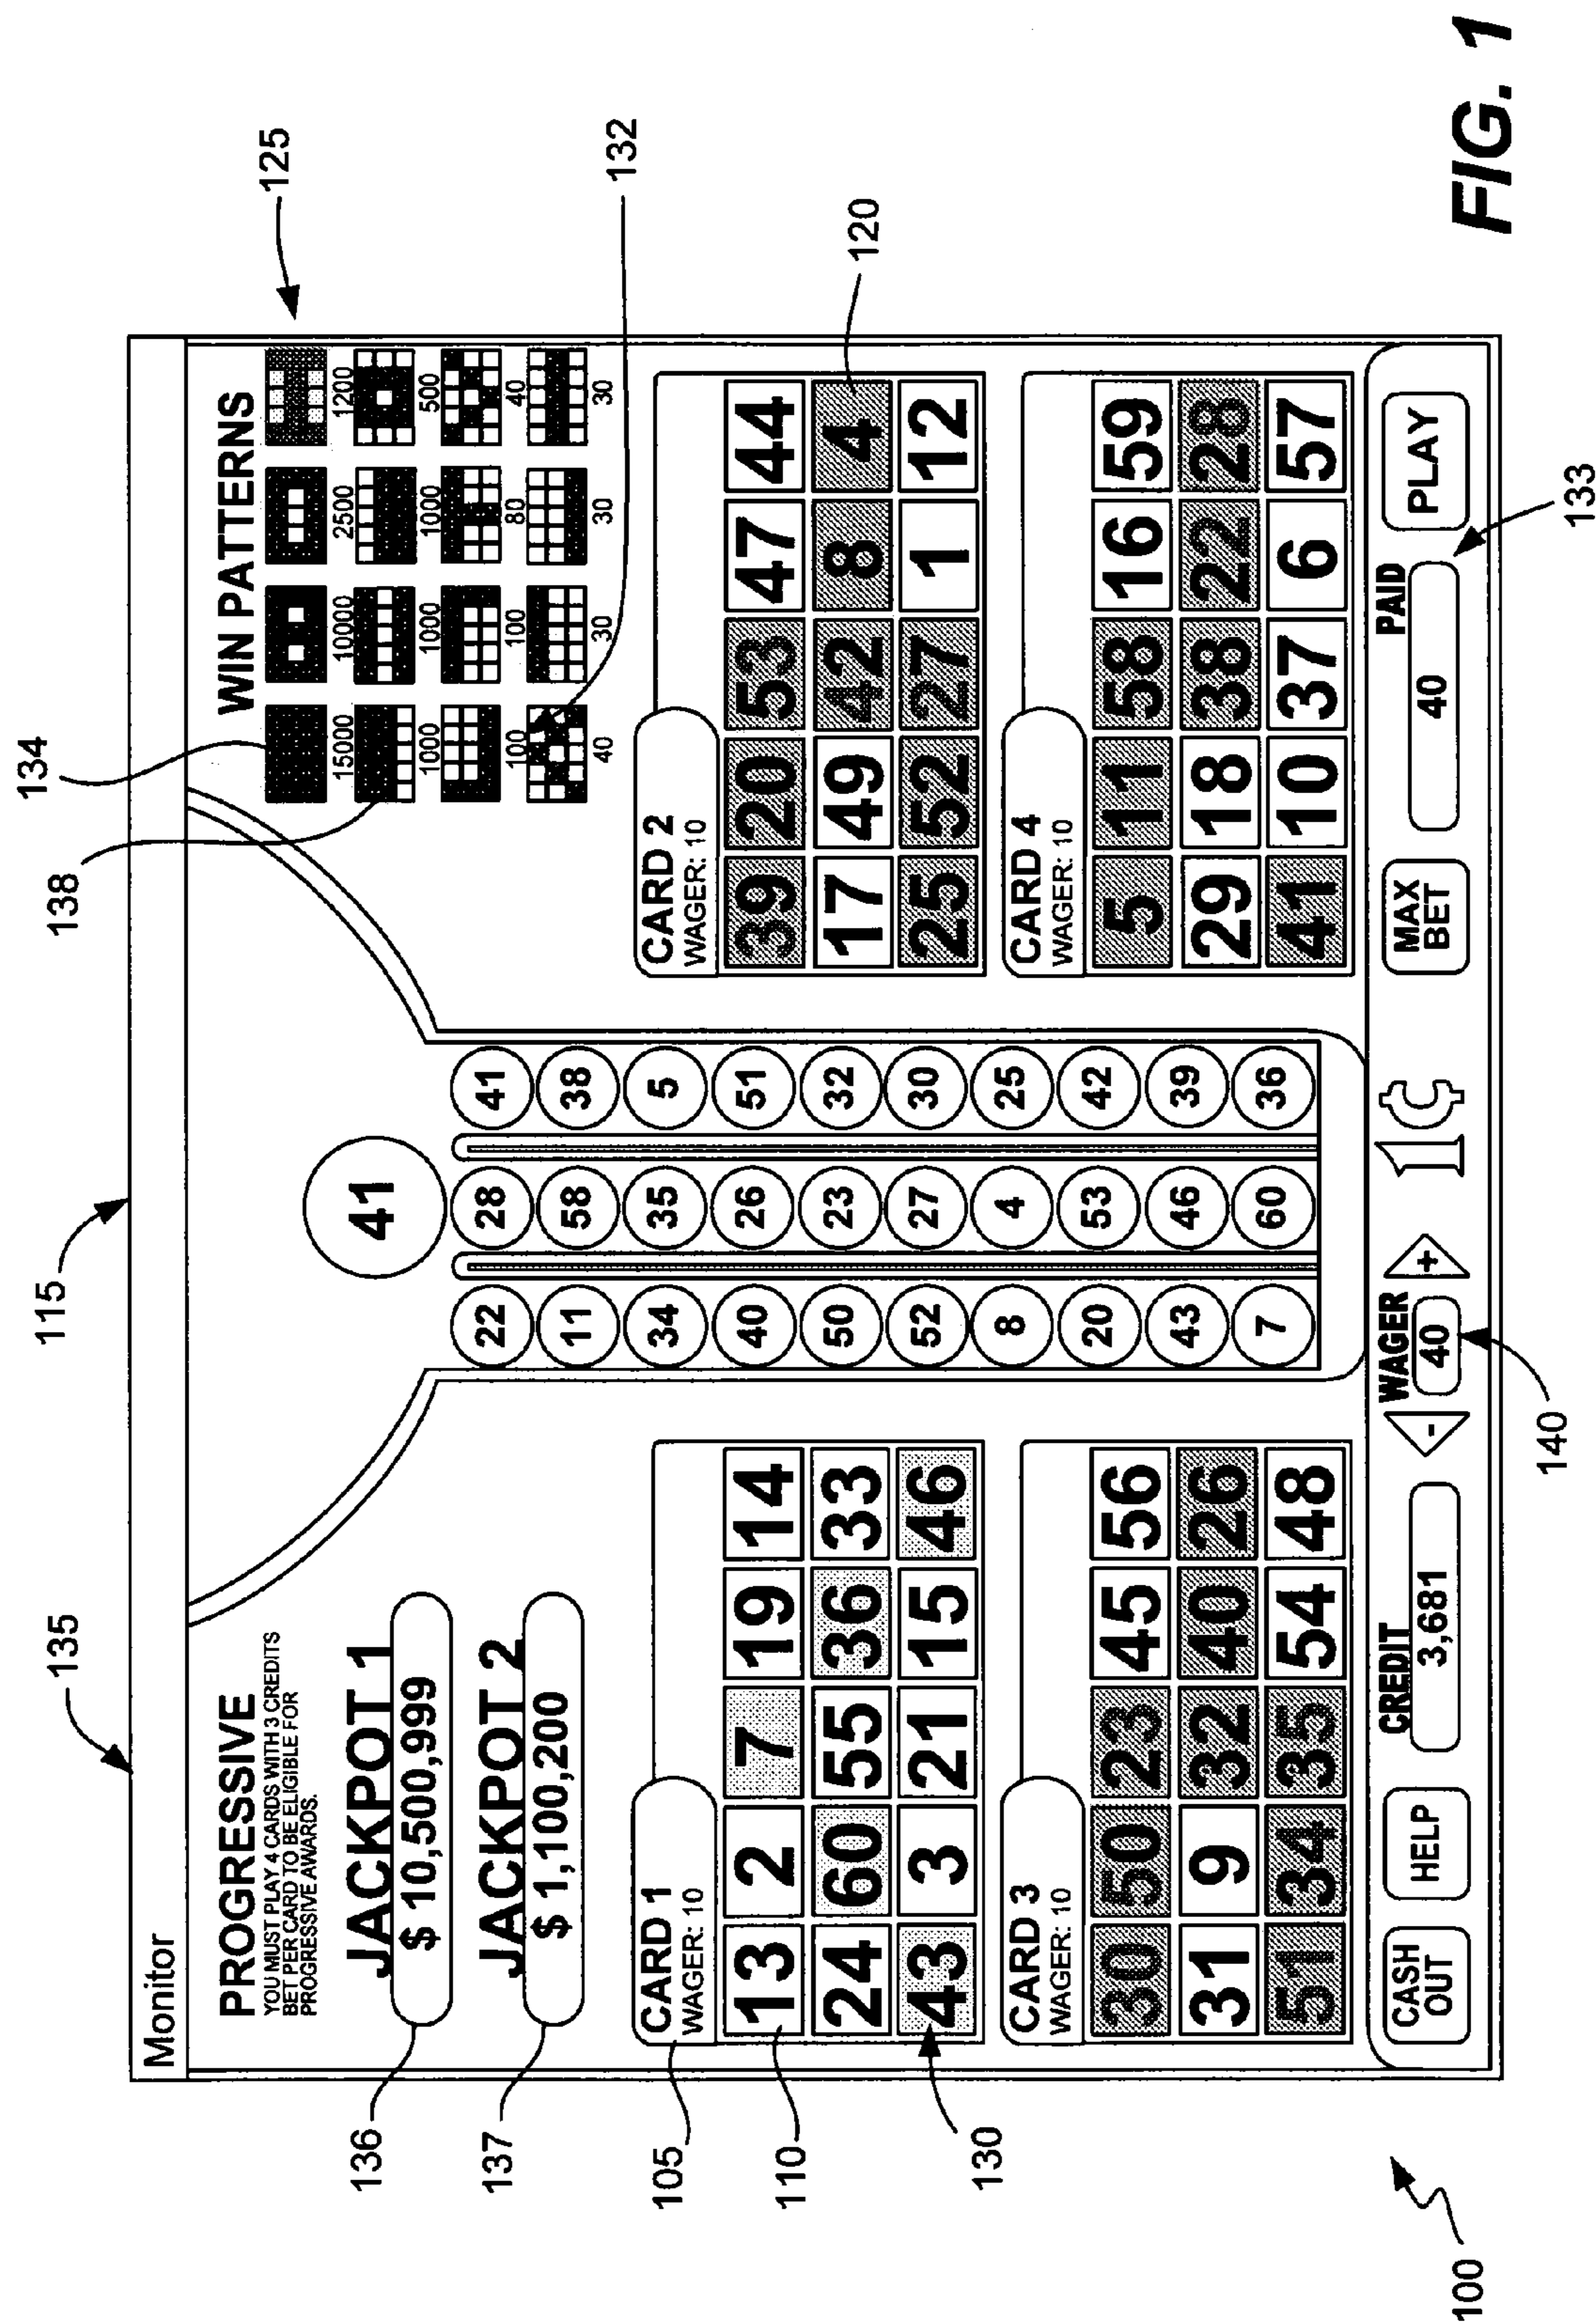 135
115
Monitor
PROGRESSIVE
YOU MUST PLAY 4 CARDS WITH 3 CREDITS
BET PER CARD TO BE ELIGIBLE FOR
PROGRESSIVE AWARDS.
136
JACKPOT 1
$ 10,500,999
137
JACKPOT 2
$ 1,100,200
41
22 28 41
11 58 38
34 35 5
40 26 51
50 23 32
52 27 30
8 4 25
20 53 42
43 46 39
7 60 36
138
134
WIN PATTERNS
125
15000 10000 2500 1200
1000 1000 1000 500
100 100 80 40
40 30 30 30
132
105
CARD 1
WAGER: 10
110
13 2 7 19 14
24 60 55 36 33
43 3 21 15 46
130
CARD 2
WAGER: 10
39 20 53 47 44
17 49 42 8 4
25 52 27 1 12
120
CARD 3
WAGER: 10
30 50 23 45 56
31 9 32 40 26
51 34 35 54 48
CARD 4
WAGER: 10
5 11 58 16 59
29 18 38 22 28
41 10 37 6 57
CASH
OUT
HELP
CREDIT
3,681
-
WAGER
40
+
1¢
MAX
BET
PAID
40
PLAY
140
133
100
FIG. 1